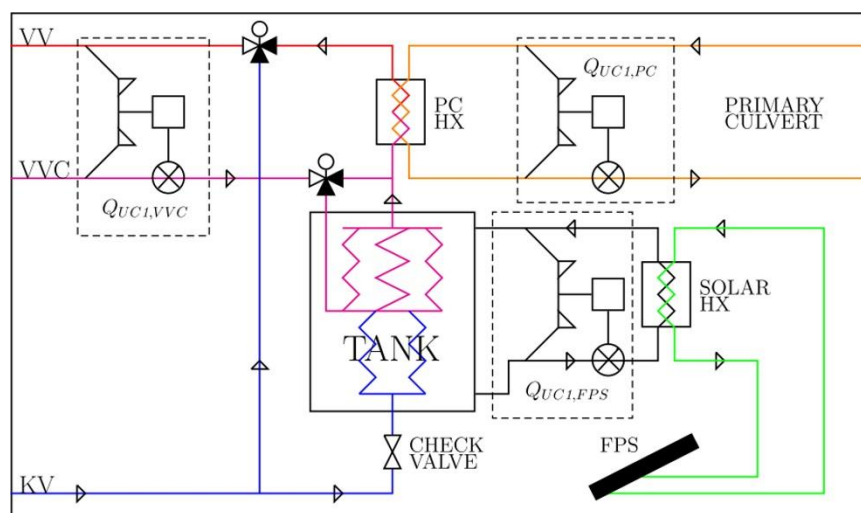 VV
Q_{UC1,PC}
PC
HX
PRIMARY
CULVERT
VVC
Q_{UC1,VVC}
SOLAR
HX
TANK
Q_{UC1,FPS}
CHECK
VALVE
FPS
KV